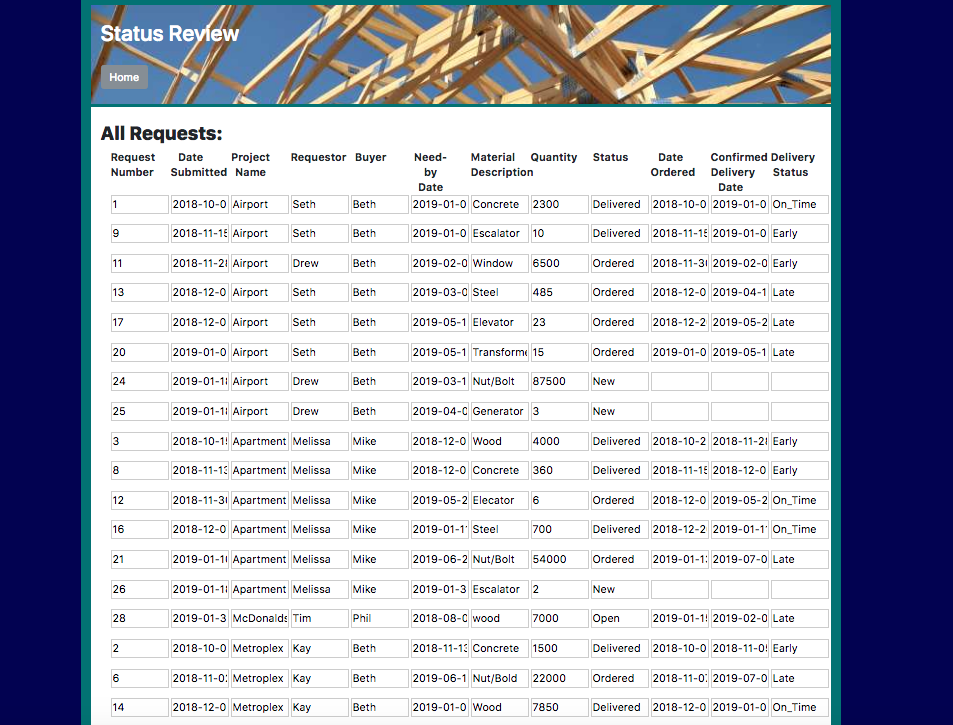 Status Review
Home
All Requests:
Request Number Date Submitted Project Name Requestor Buyer Need-by Date Material Description Quantity Status Date Ordered Confirmed Delivery Date Delivery Status
1 2018-10-0 Airport Seth Beth 2019-01-0 Concrete 2300 Delivered 2018-10-0 2019-01-0 On_Time
9 2018-11-15 Airport Seth Beth 2019-01-0 Escalator 10 Delivered 2018-11-15 2019-01-0 Early
11 2018-11-2 Airport Drew Beth 2019-02-0 Window 6500 Ordered 2018-11-3 2019-02-0 Early
13 2018-12-0 Airport Seth Beth 2019-03-0 Steel 485 Ordered 2018-12-0 2019-04-1 Late
17 2018-12-0 Airport Seth Beth 2019-05-1 Elevator 23 Ordered 2018-12-2 2019-05-2 Late
20 2019-01-0 Airport Seth Beth 2019-05-1 Transforme 15 Ordered 2019-01-0 2019-05-1 Late
24 2019-01-1 Airport Drew Beth 2019-03-1 Nut/Bolt 87500 New
25 2019-01-1 Airport Drew Beth 2019-04-0 Generator 3 New
3 2018-10-1 Apartment Melissa Mike 2018-12-0 Wood 4000 Delivered 2018-10-2 2018-11-2 Early
8 2018-11-13 Apartment Melissa Mike 2018-12-0 Concrete 360 Delivered 2018-11-15 2018-12-0 Early
12 2018-11-3 Apartment Melissa Mike 2019-05-2 Elecator 6 Ordered 2018-12-0 2019-05-2 On_Time
16 2018-12-0 Apartment Melissa Mike 2019-01-1 Steel 700 Delivered 2018-12-2 2019-01-1 On_Time
21 2019-01-1 Apartment Melissa Mike 2019-06-2 Nut/Bolt 54000 Ordered 2019-01-1 2019-07-0 Late
26 2019-01-1 Apartment Melissa Mike 2019-01-3 Escalator 2 New
28 2019-01-3 McDonalds Tim Phil 2018-08-0 wood 7000 Open 2019-01-1 2019-02-0 Late
2 2018-10-0 Metroplex Kay Beth 2018-11-13 Concrete 1500 Delivered 2018-10-0 2018-11-0 Early
6 2018-11-0 Metroplex Kay Beth 2019-06-1 Nut/Bold 22000 Ordered 2018-11-0 2019-07-0 Late
14 2018-12-0 Metroplex Kay Beth 2019-01-0 Wood 7850 Delivered 2018-12-0 2019-01-0 On_Time